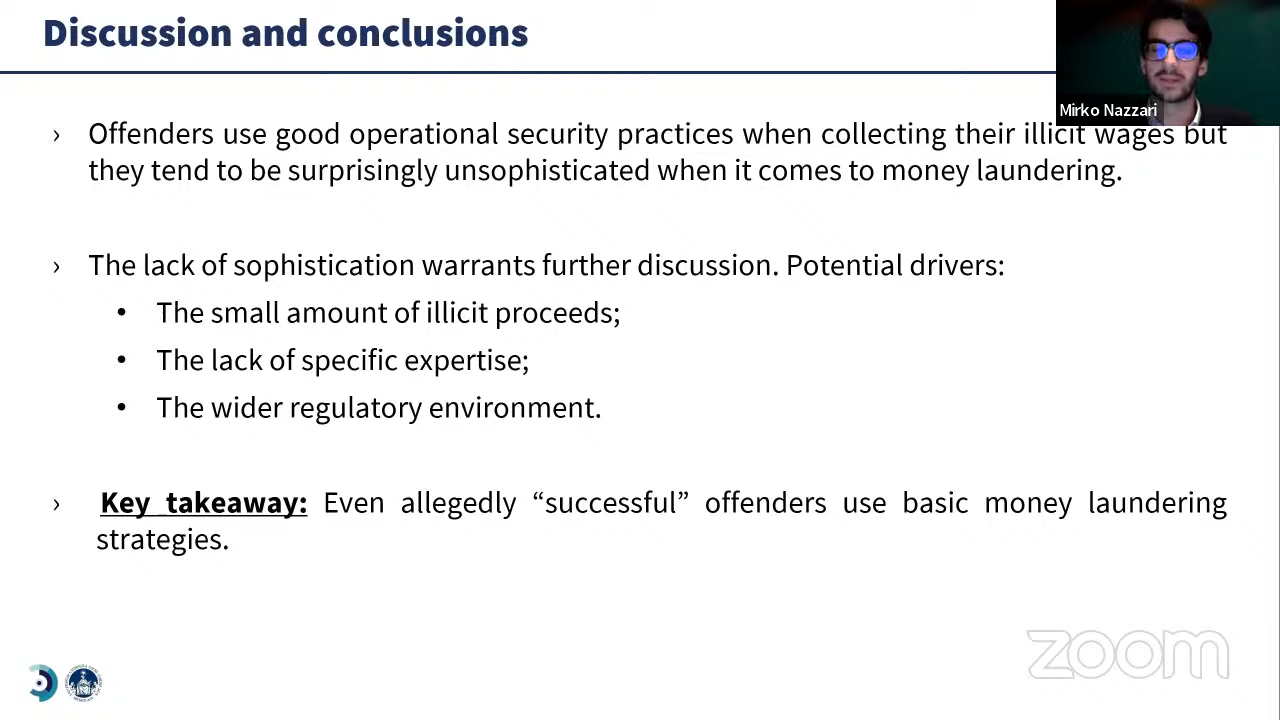 Discussion and conclusions
Mirko Nazzari
› Offenders use good operational security practices when collecting their illicit wages but
they tend to be surprisingly unsophisticated when it comes to money laundering.
› The lack of sophistication warrants further discussion. Potential drivers:
• The small amount of illicit proceeds;
• The lack of specific expertise;
• The wider regulatory environment.
› Key takeaway: Even allegedly “successful” offenders use basic money laundering
strategies.
zoom